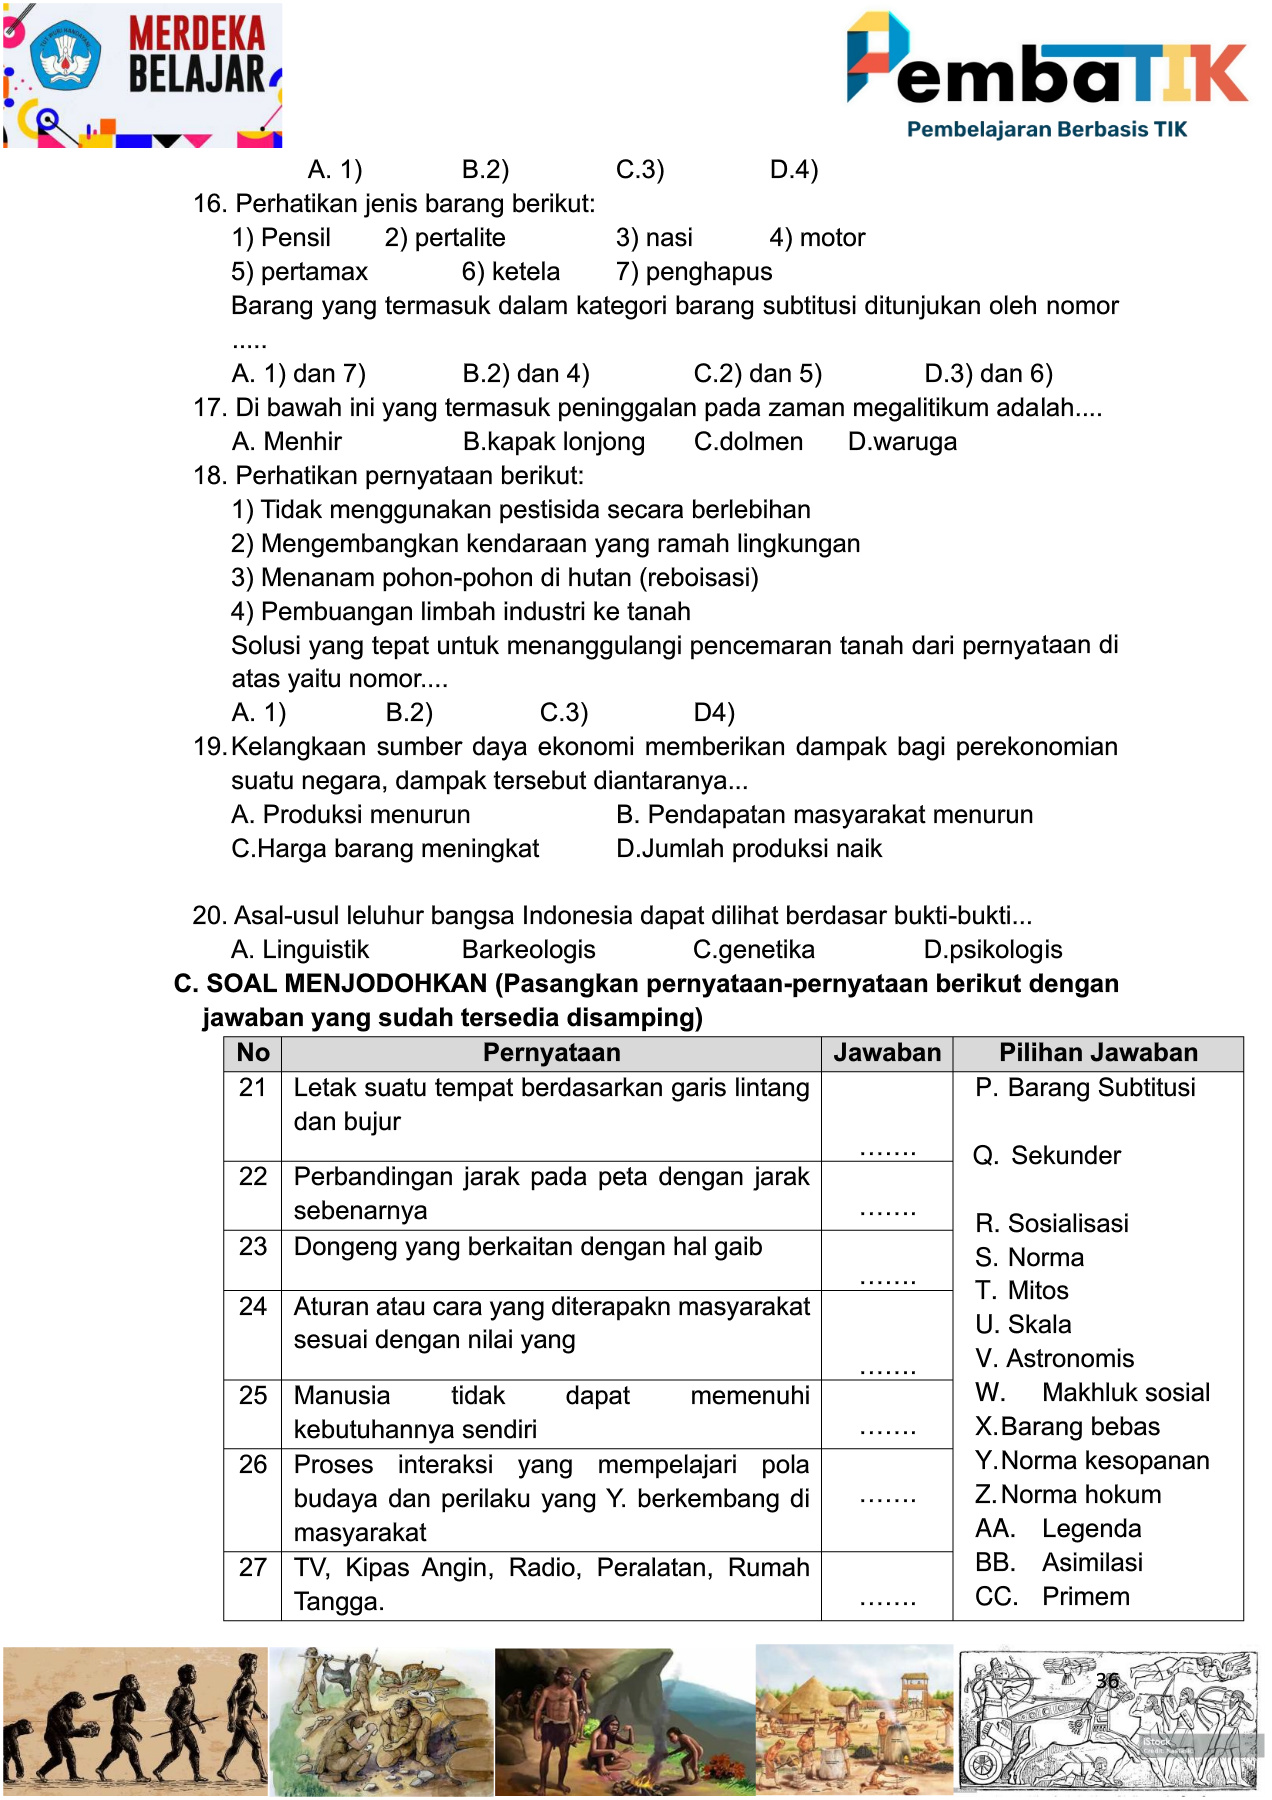 MERDEKA
BELAJAR
PembaTIK
Pembelajaran Berbasis TIK
A. 1) B.2) C.3) D.4)
16. Perhatikan jenis barang berikut:
1) Pensil 2) pertalite 3) nasi 4) motor
5) pertamax 6) ketela 7) penghapus
Barang yang termasuk dalam kategori barang subtitusi ditunjukan oleh nomor
.....
A. 1) dan 7) B.2) dan 4) C.2) dan 5) D.3) dan 6)
17. Di bawah ini yang termasuk peninggalan pada zaman megalitikum adalah....
A. Menhir B.kapak lonjong C.dolmen D.waruga
18. Perhatikan pernyataan berikut:
1) Tidak menggunakan pestisida secara berlebihan
2) Mengembangkan kendaraan yang ramah lingkungan
3) Menanam pohon-pohon di hutan (reboisasi)
4) Pembuangan limbah industri ke tanah
Solusi yang tepat untuk menanggulangi pencemaran tanah dari pernyataan di
atas yaitu nomor....
A. 1) B.2) C.3) D4)
19. Kelangkaan sumber daya ekonomi memberikan dampak bagi perekonomian
suatu negara, dampak tersebut diantaranya...
A. Produksi menurun B. Pendapatan masyarakat menurun
C.Harga barang meningkat D.Jumlah produksi naik
20. Asal-usul leluhur bangsa Indonesia dapat dilihat berdasar bukti-bukti...
A. Linguistik Barkeologis C.genetika D.psikologis
C. SOAL MENJODOHKAN (Pasangkan pernyataan-pernyataan berikut dengan
jawaban yang sudah tersedia disamping)
No Pernyataan Jawaban Pilihan Jawaban
21 Letak suatu tempat berdasarkan garis lintang
dan bujur
.......
22 Perbandingan jarak pada peta dengan jarak
sebenarnya .......
23 Dongeng yang berkaitan dengan hal gaib
.......
24 Aturan atau cara yang diterapakn masyarakat
sesuai dengan nilai yang
.......
25 Manusia tidak dapat memenuhi
kebutuhannya sendiri .......
26 Proses interaksi yang mempelajari pola
budaya dan perilaku yang Y. berkembang di .......
masyarakat
27 TV, Kipas Angin, Radio, Peralatan, Rumah
Tangga. .......
P. Barang Subtitusi
Q. Sekunder
R. Sosialisasi
S. Norma
T. Mitos
U. Skala
V. Astronomis
W. Makhluk sosial
X.Barang bebas
Y.Norma kesopanan
Z.Norma hokum
AA. Legenda
BB. Asimilasi
CC. Primem
36
iStock